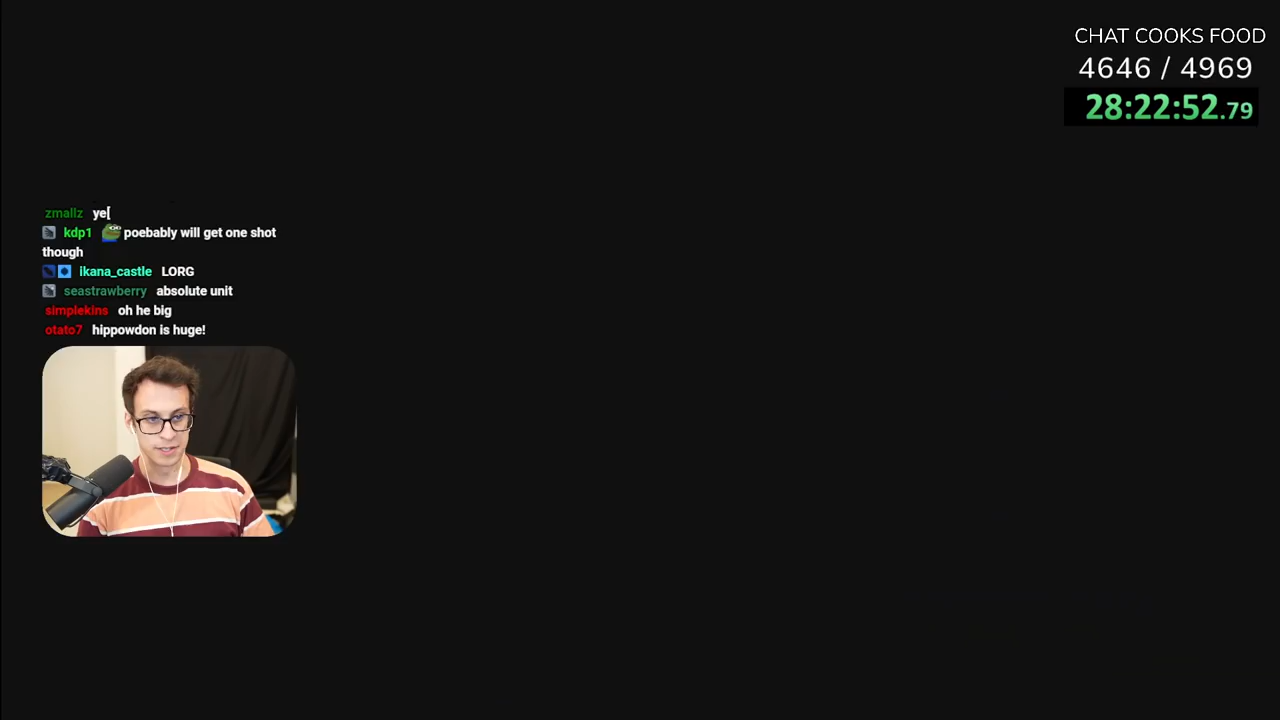 CHAT COOKS FOOD
4646 / 4969
28:22:52.79
zmallz ye[
kdp1 poebably will get one shot
though
ikana_castle LORG
seastrawberry absolute unit
simplekins oh he big
otato7 hippowdon is huge!